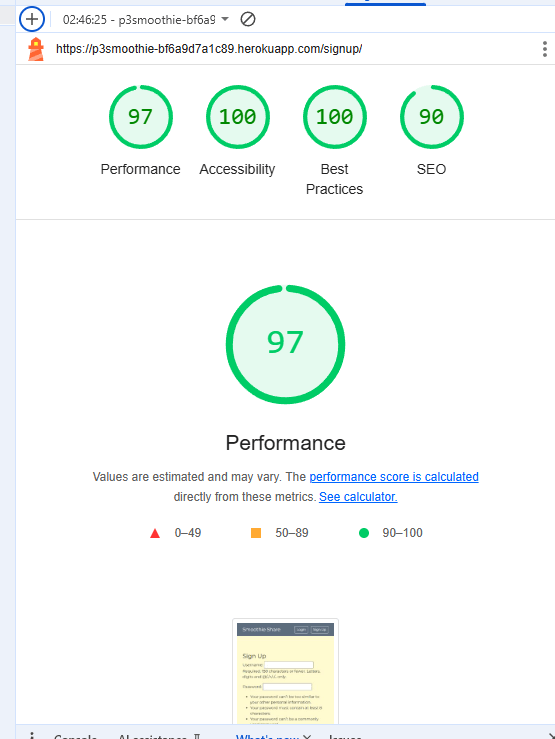 02:46:25 - p3smoothie-bf6a9
https://p3smoothie-bf6a9d7a1c89.herokuapp.com/signup/
97 100 100 90
Performance Accessibility Best Practices SEO
97
Performance
Values are estimated and may vary. The performance score is calculated
directly from these metrics. See calculator.
0–49 50–89 90–100
Smoothie Share Login Sign Up
Sign Up
Username:
Required. 150 characters or fewer. Letters,
digits and @/./+/-/_ only.
Password:
Your password can't be too similar to
your other personal information.
Your password must contain at least 8
characters.
Your password can't be a commonly
Console AI assistance What's new Issues